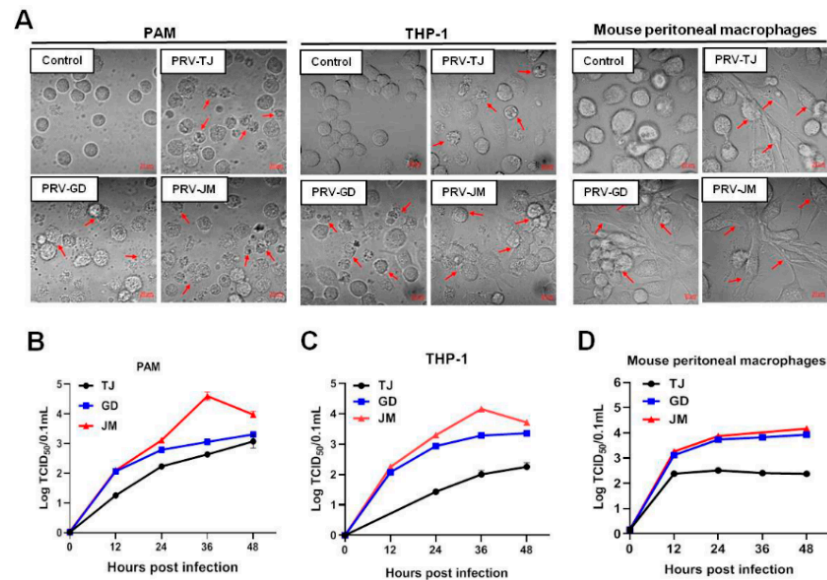 A
PAM
THP-1
Mouse peritoneal macrophages
Control
PRV-TJ
Control
PRV-TJ
Control
PRV-TJ
PRV-GD
PRV-JM
PRV-GD
PRV-JM
PRV-GD
PRV-JM
B
PAM
TJ
GD
JM
Log TCID50/0.1mL
5
4
3
2
1
0
0 12 24 36 48
Hours post infection
C
THP-1
TJ
GD
JM
Log TCID50/0.1mL
5
4
3
2
1
0
0 12 24 36 48
Hours post infection
D
Mouse peritoneal macrophages
TJ
GD
JM
Log TCID50/0.1mL
6
5
4
3
2
1
0
0 12 24 36 48
Hours post infection